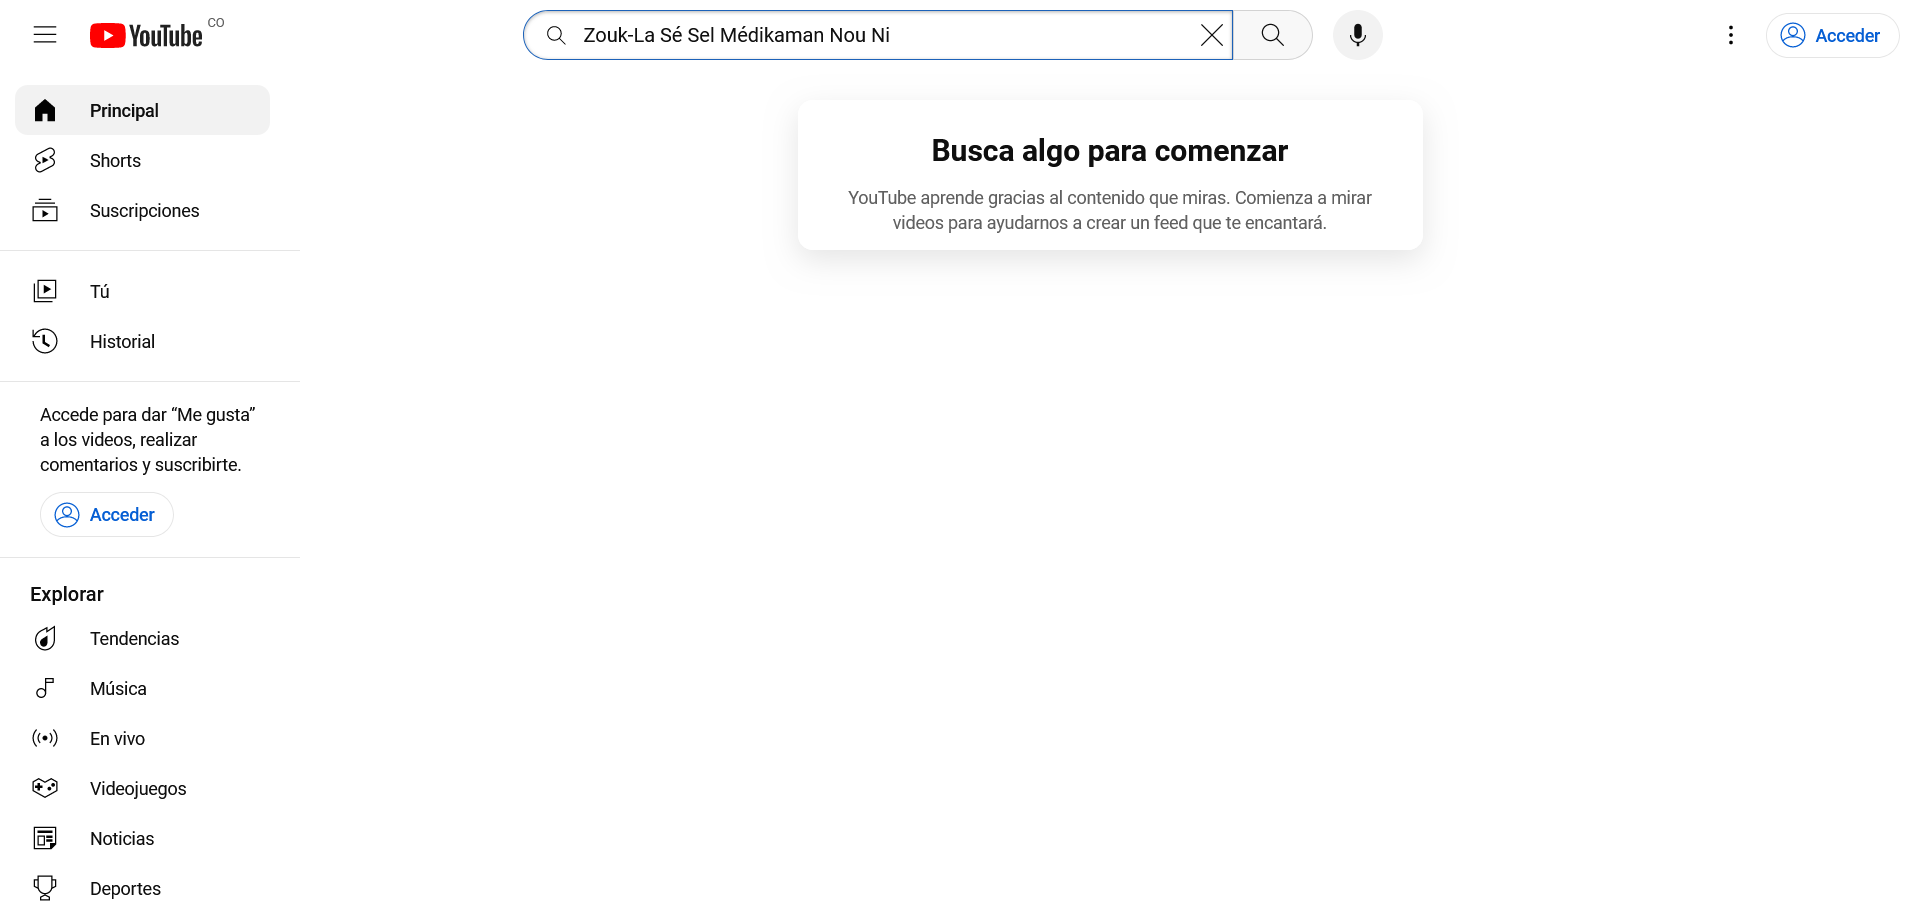 YouTube CO
Zouk-La Sé Sel Médikaman Nou Ni
Acceder
Principal
Shorts
Suscripciones
Tú
Historial
Accede para dar “Me gusta”
a los videos, realizar
comentarios y suscribirte.
Acceder
Explorar
Tendencias
Música
En vivo
Videojuegos
Noticias
Deportes
Busca algo para comenzar
YouTube aprende gracias al contenido que miras. Comienza a mirar
videos para ayudarnos a crear un feed que te encantará.